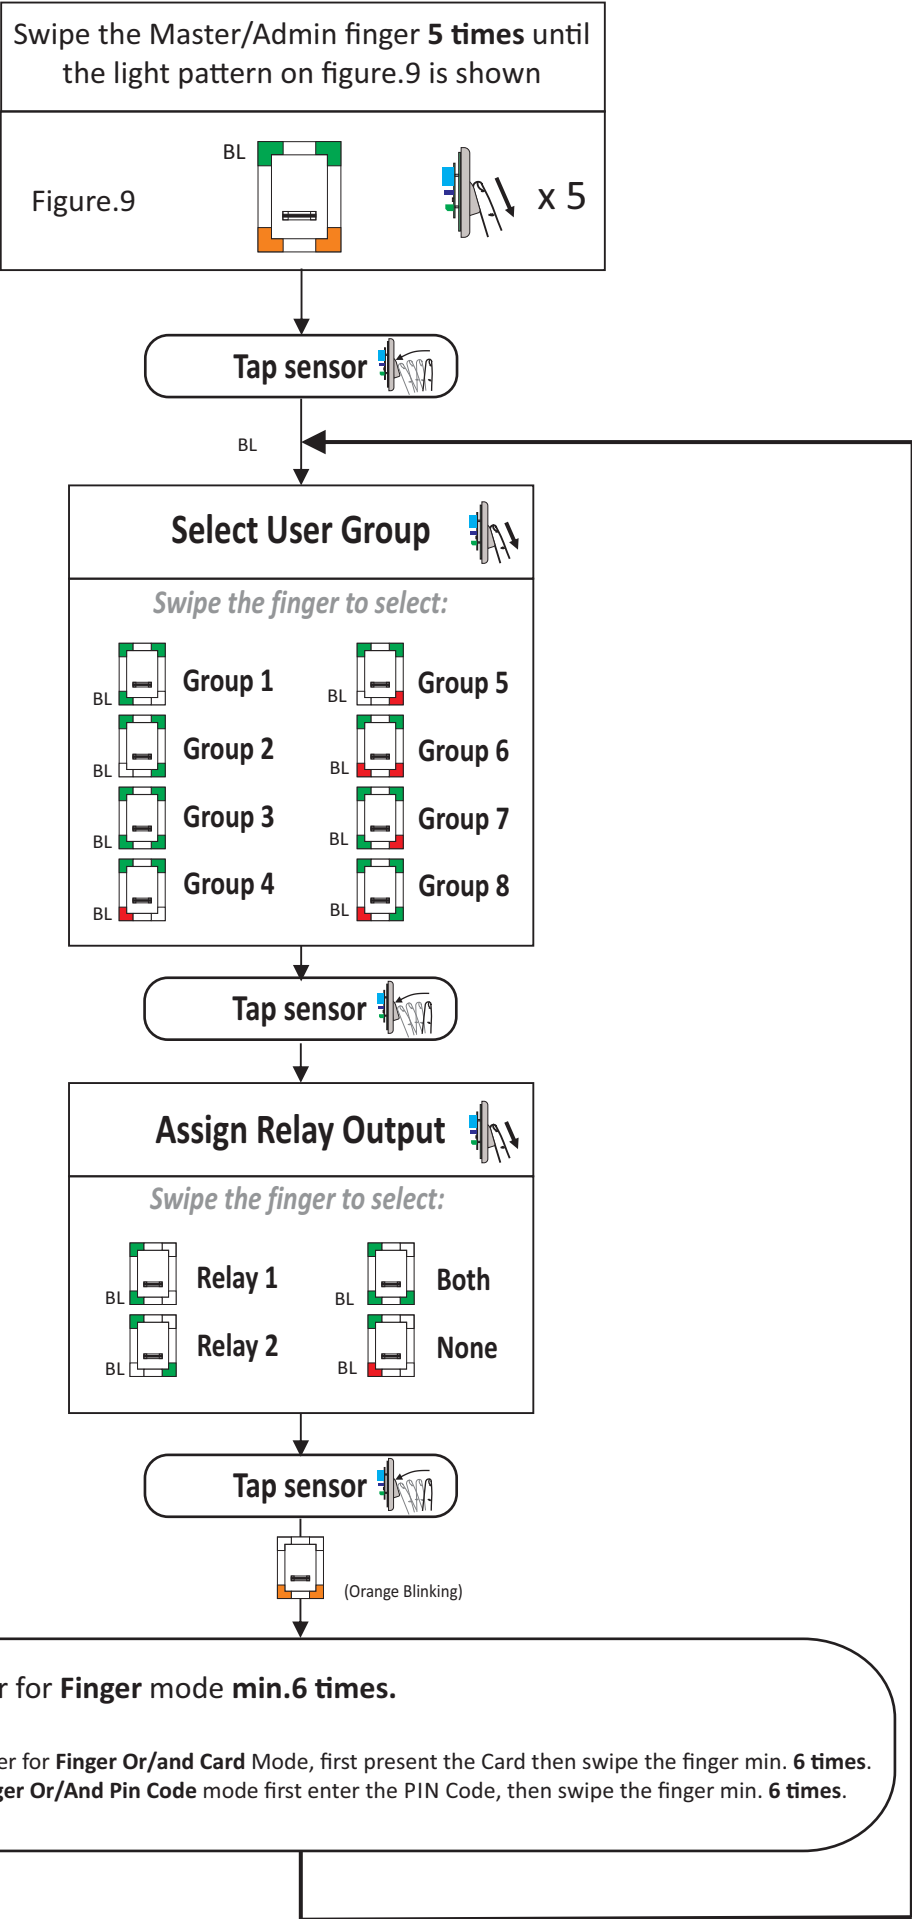 Swipe the Master/Admin finger 5 times until
the light pattern on figure.9 is shown
BL
Figure.9
x 5
Tap sensor
BL
Select User Group
Swipe the finger to select:
BL Group 1
BL Group 5
BL Group 2
BL Group 6
BL Group 3
BL Group 7
BL Group 4
BL Group 8
Tap sensor
Assign Relay Output
Swipe the finger to select:
BL Relay 1
BL Both
BL Relay 2
BL None
Tap sensor
(Orange Blinking)
for Finger mode min.6 times.
for Finger Or/and Card Mode, first present the Card then swipe the finger min. 6 times.
Or/And Pin Code mode first enter the PIN Code, then swipe the finger min. 6 times.